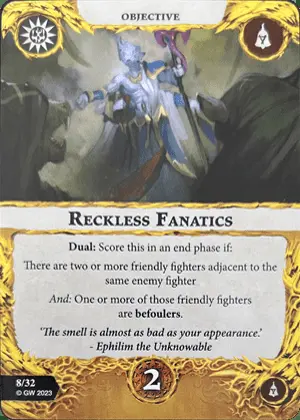 OBJECTIVE
RECKLESS FANATICS
Dual: Score this in an end phase if:
There are two or more friendly fighters adjacent to the
same enemy fighter
And: One or more of those friendly fighters
are befoulers.
'The smell is almost as bad as your appearance.'
- Ephilim the Unknowable
8/32
© GW 2023
2